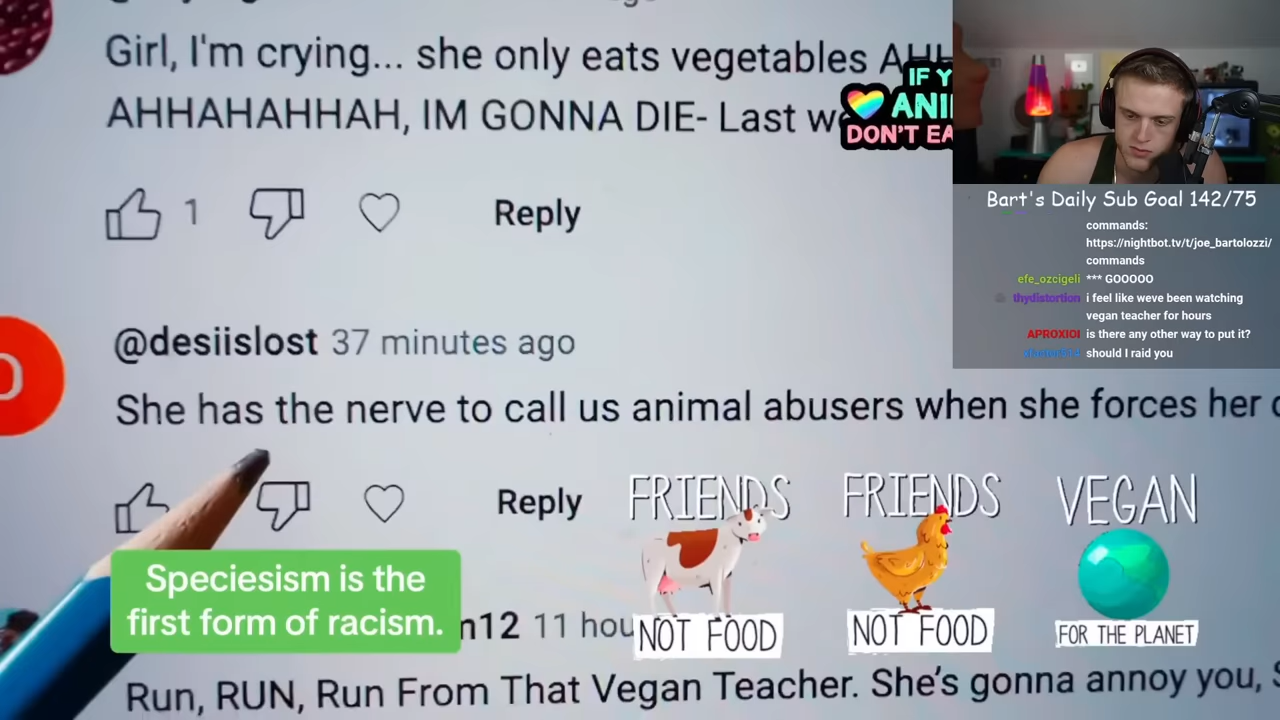 Girl, I'm crying... she only eats vegetables
AHHAHAHHAH, IM GONNA DIE- Last
IF
ANI
DON'T EA
1
Reply
@desiislost 37 minutes ago
She has the nerve to call us animal abusers when she forces her
Reply
Speciesism is the
first form of racism.
n12 11 hou
Run, RUN, Run From That Vegan Teacher. She's gonna annoy you,
FRIENDS
NOT FOOD
FRIENDS
NOT FOOD
VEGAN
FOR THE PLANET
Bart's Daily Sub Goal 142/75
commands:
https://nightbot.tv/t/joe_bartolozzi/
commands
efe_ozcigeli *** GOOOOO
thydistortion i feel like weve been watching
vegan teacher for hours
APROXIOI is there any other way to put it?
should I raid you